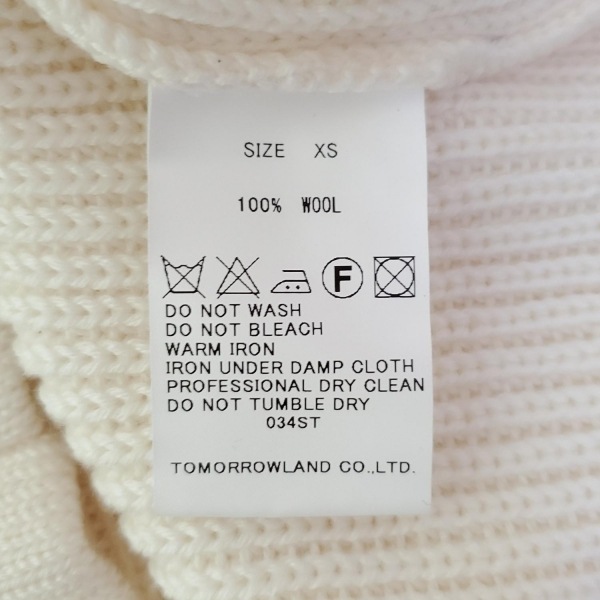 SIZE XS
100% WOOL
F
DO NOT WASH
DO NOT BLEACH
WARM IRON
IRON UNDER DAMP CLOTH
PROFESSIONAL DRY CLEAN
DO NOT TUMBLE DRY
034ST
TOMORROWLAND CO.,LTD.